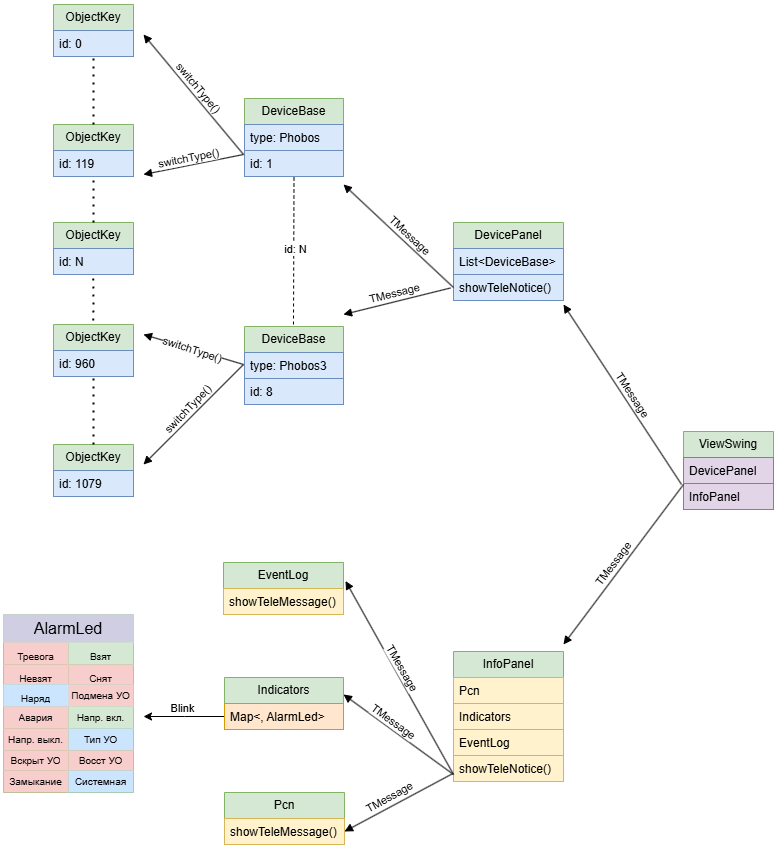 ObjectKey
id: 0
switchType()
DeviceBase
type: Phobos
id: 1
ObjectKey
id: 119
switchType()
ObjectKey
id: N
id: N
TMessage
DevicePanel
List<DeviceBase>
showTeleNotice()
TMessage
ObjectKey
id: 960
switchType()
DeviceBase
type: Phobos3
id: 8
switchType()
ObjectKey
id: 1079
TMessage
ViewSwing
DevicePanel
InfoPanel
TMessage
EventLog
showTeleMessage()
TMessage
AlarmLed
Тревога Взят
Невзят Снят
Наряд Подмена УО
Авария Напр. вкл.
Напр. выкл. Тип УО
Вскрыт УО Восст УО
Замыкание Системная
Blink
Indicators
Map<, AlarmLed>
TMessage
InfoPanel
Pcn
Indicators
EventLog
showTeleNotice()
TMessage
Pcn
showTeleMessage()